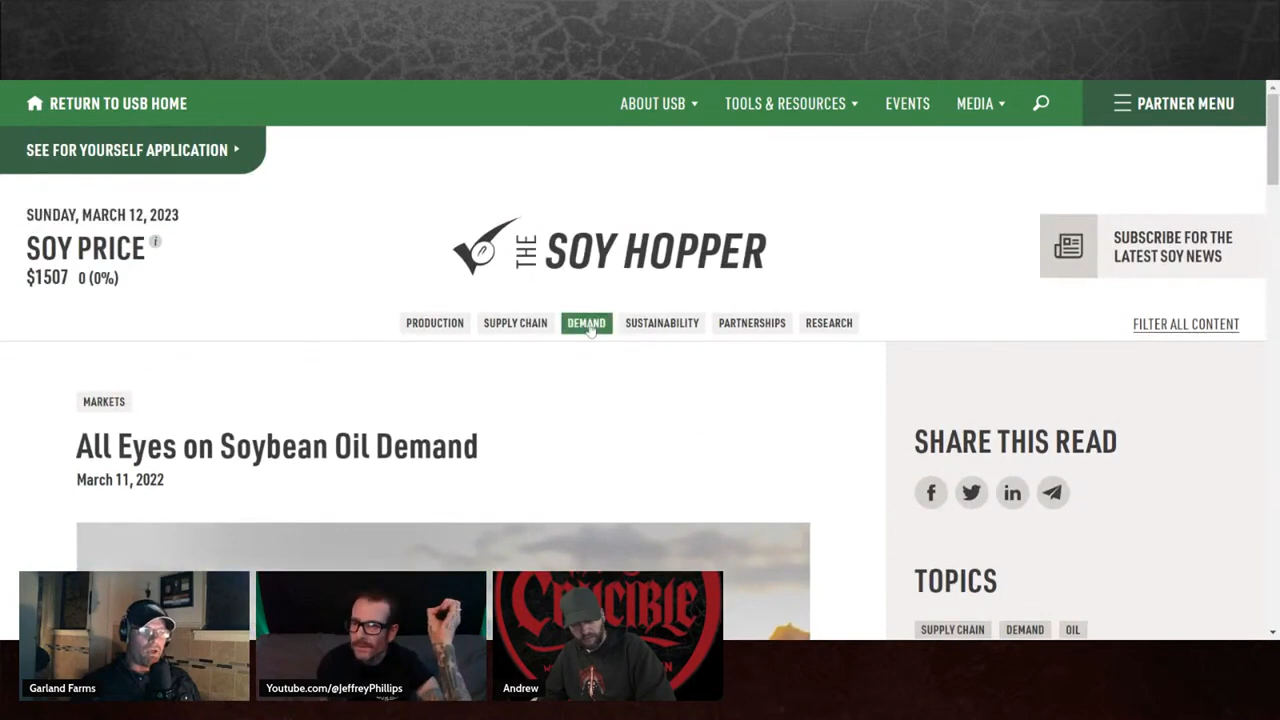 RETURN TO USB HOME
ABOUT USB
TOOLS & RESOURCES
EVENTS
MEDIA
PARTNER MENU
SEE FOR YOURSELF APPLICATION
SUNDAY, MARCH 12, 2023
SOY PRICE i
$1507 0 (0%)
THE SOY HOPPER
SUBSCRIBE FOR THE
LATEST SOY NEWS
PRODUCTION
SUPPLY CHAIN
DEMAND
SUSTAINABILITY
PARTNERSHIPS
RESEARCH
FILTER ALL CONTENT
MARKETS
All Eyes on Soybean Oil Demand
March 11, 2022
SHARE THIS READ
TOPICS
SUPPLY CHAIN
DEMAND
OIL
CRUCIBLE
Garland Farms
Youtube.com/@JeffreyPhillips
Andrew